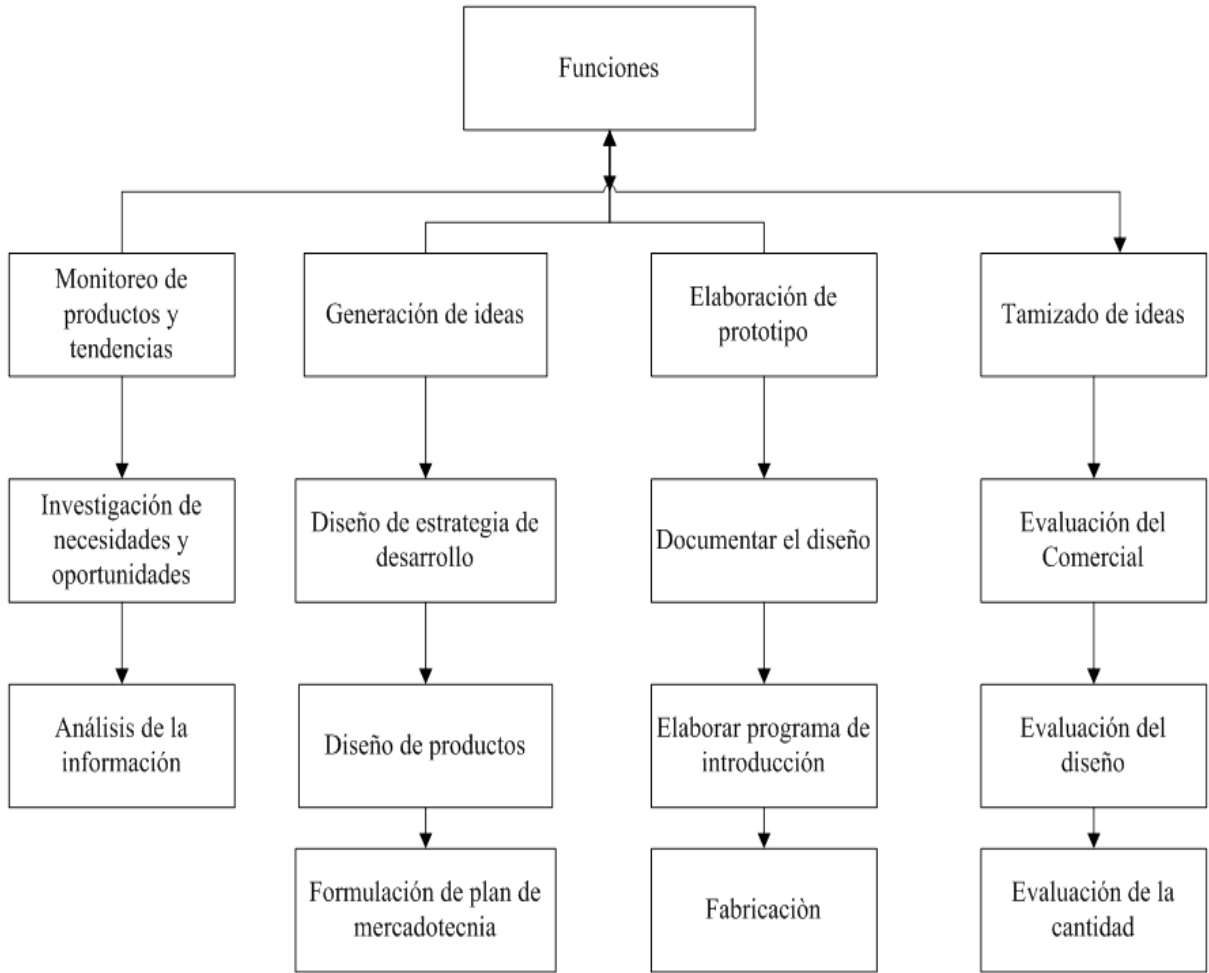 Funciones
Monitoreo de
productos y
tendencias
Generación de ideas
Elaboración de
prototipo
Tamizado de ideas
Investigación de
necesidades y
oportunidades
Diseño de estrategia de
desarrollo
Documentar el diseño
Evaluación del
Comercial
Análisis de la
información
Diseño de productos
Elaborar programa de
introducción
Evaluación del
diseño
Formulación de plan de
mercadotecnia
Fabricaciòn
Evaluación de la
cantidad